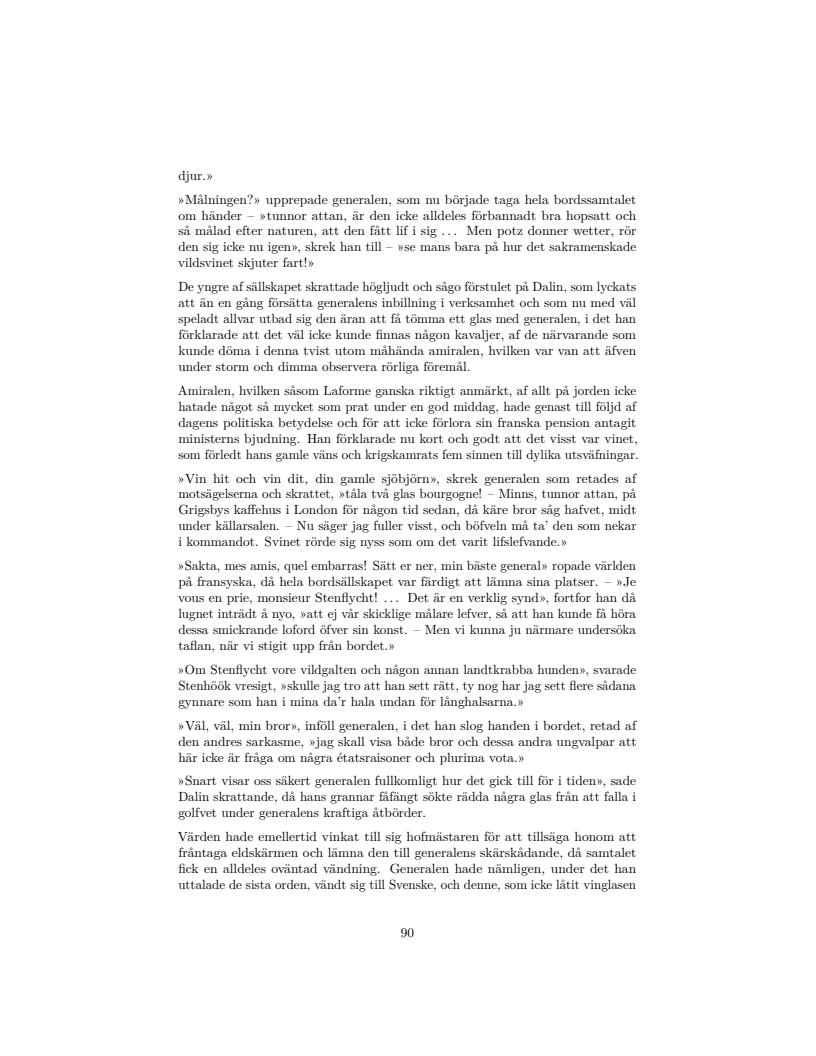 djur.»
»Målningen?» upprepade generalen, som nu började taga hela bordssamtalet
om händer – »tunnor attan, är den icke alldeles förbannadt bra hopsatt och
så målad efter naturen, att den fått lif i sig ... Men potz donner wetter, rör
den sig icke nu igen», skrek han till – »se mans bara på hur det sakramenskade
vildsvinet skjuter fart!»
De yngre af sällskapet skrattade högljudt och sågo förstulet på Dalin, som lyckats
att än en gång försätta generalens inbillning i verksamhet och som nu med väl
speladt allvar utbad sig den äran att få tömma ett glas med generalen, i det han
förklarade att det väl icke kunde finnas någon kavaljer, af de närvarande som
kunde döma i denna tvist utom måhända amiralen, hvilken var van att äfven
under storm och dimma observera rörliga föremål.
Amiralen, hvilken såsom Laforme ganska riktigt anmärkt, af allt på jorden icke
hatade något så mycket som prat under en god middag, hade genast till följd af
dagens politiska betydelse och för att icke förlora sin franska pension antagit
ministerns bjudning. Han förklarade nu kort och godt att det visst var vinet,
som förledt hans gamle väns och krigskamrats fem sinnen till dylika utsväfningar.
»Vin hit och vin dit, din gamle sjöbjörn», skrek generalen som retades af
motsägelserna och skrattet, »tåla två glas bourgogne! – Minns, tunnor attan, på
Grigsbys kaffehus i London för någon tid sedan, då käre bror såg hafvet, midt
under källarsalen. – Nu säger jag fuller visst, och böfveln må ta’ den som nekar
i kommandot. Svinet rörde sig nyss som om det varit lifslefvande.»
»Sakta, mes amis, quel embarras! Sätt er ner, min bäste general» ropade världen
på fransyska, då hela bordsällskapet var färdigt att lämna sina platser. – »Je
vous en prie, monsieur Stenflycht! ... Det är en verklig synd», fortfor han då
lugnet inträdt å nyo, »att ej vår skicklige målare lefver, så att han kunde få höra
dessa smickrande loford öfver sin konst. – Men vi kunna ju närmare undersöka
taflan, när vi stigit upp från bordet.»
»Om Stenflycht vore vildgalten och någon annan landtkrabba hunden», svarade
Stenhöök vresigt, »skulle jag tro att han sett rätt, ty nog har jag sett flere sådana
gynnare som han i mina da’r hala undan för långhalsarna.»
»Väl, väl, min bror», inföll generalen, i det han slog handen i bordet, retad af
den andres sarkasme, »jag skall visa både bror och dessa andra ungvalpar att
här icke är fråga om några étatsraisoner och plurima vota.»
»Snart visar oss säkert generalen fullkomligt hur det gick till för i tiden», sade
Dalin skrattande, då hans grannar fåfängt sökte rädda några glas från att falla i
golfvet under generalens kraftiga åtbörder.
Värden hade emellertid vinkat till sig hofmästaren för att tillsäga honom att
fråntaga eldskärmen och lämna den till generalens skärskådande, då samtalet
fick en alldeles oväntad vändning. Generalen hade nämligen, under det han
uttalade de sista orden, vändt sig till Svenske, och denne, som icke låtit vinglasen
90